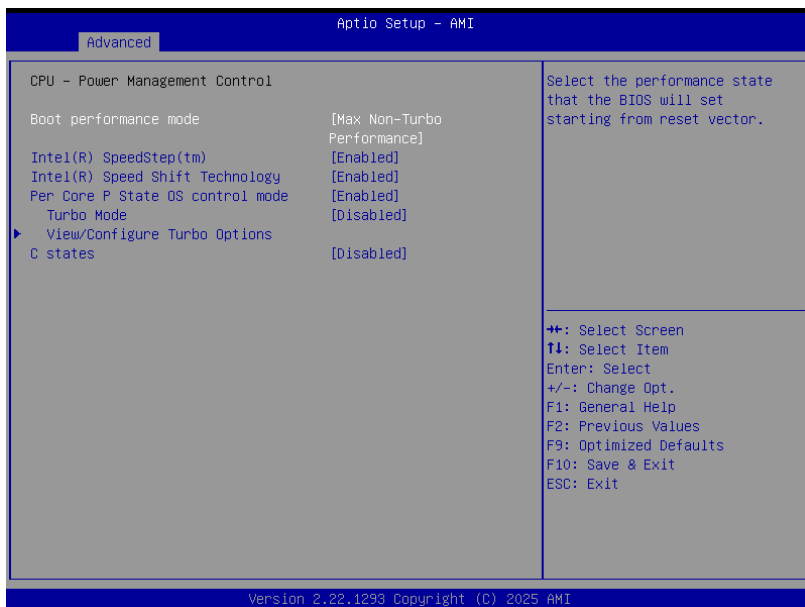 Aptio Setup – AMI
Advanced
CPU – Power Management Control
Boot performance mode [Max Non-Turbo
Performance]
Intel(R) SpeedStep(tm) [Enabled]
Intel(R) Speed Shift Technology [Enabled]
Per Core P State OS control mode [Enabled]
Turbo Mode [Disabled]
View/Configure Turbo Options
C states [Disabled]
Select the performance state
that the BIOS will set
starting from reset vector.
→←: Select Screen
↑↓: Select Item
Enter: Select
+/-: Change Opt.
F1: General Help
F2: Previous Values
F9: Optimized Defaults
F10: Save & Exit
ESC: Exit
Version 2.22.1293 Copyright (C) 2025 AMI